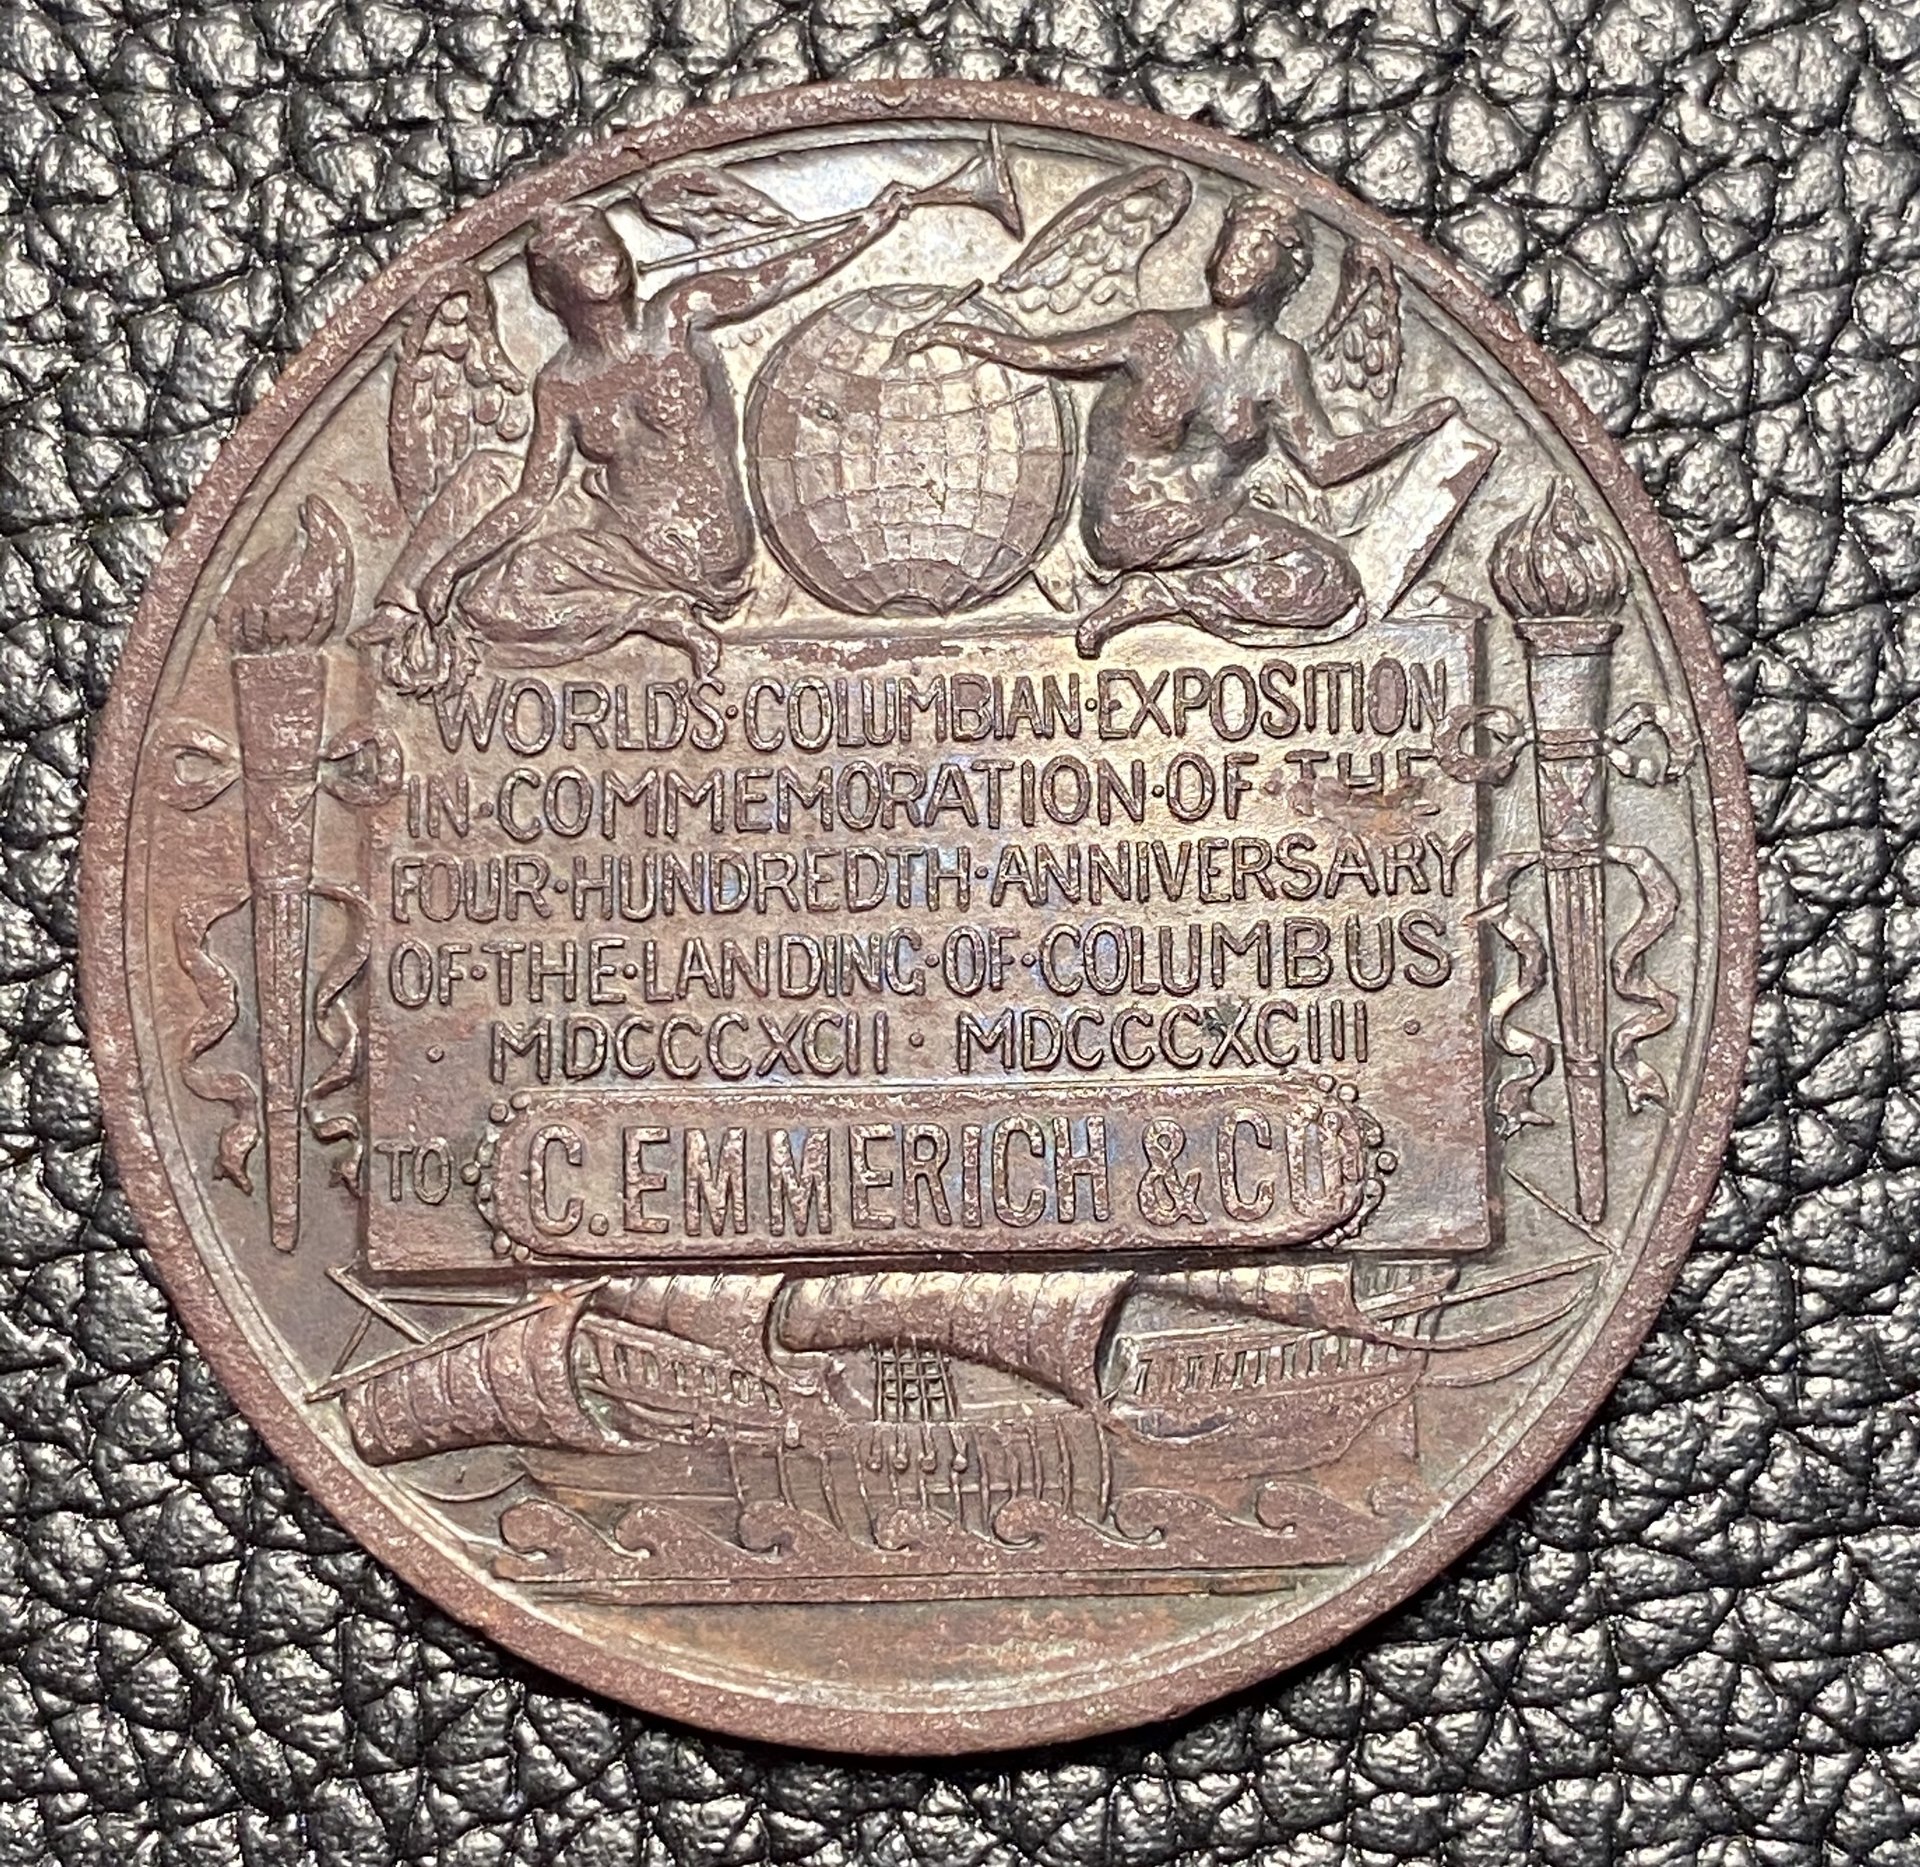 WORLD'S·COLUMBIAN·EXPOSITION
IN·COMMEMORATION·OF·THE
FOUR·HUNDREDTH·ANNIVERSARY
OF·THE·LANDING·OF·COLUMBUS
· MDCCCXCII · MDCCCXCIII ·
TO C. EMMERICH & CO